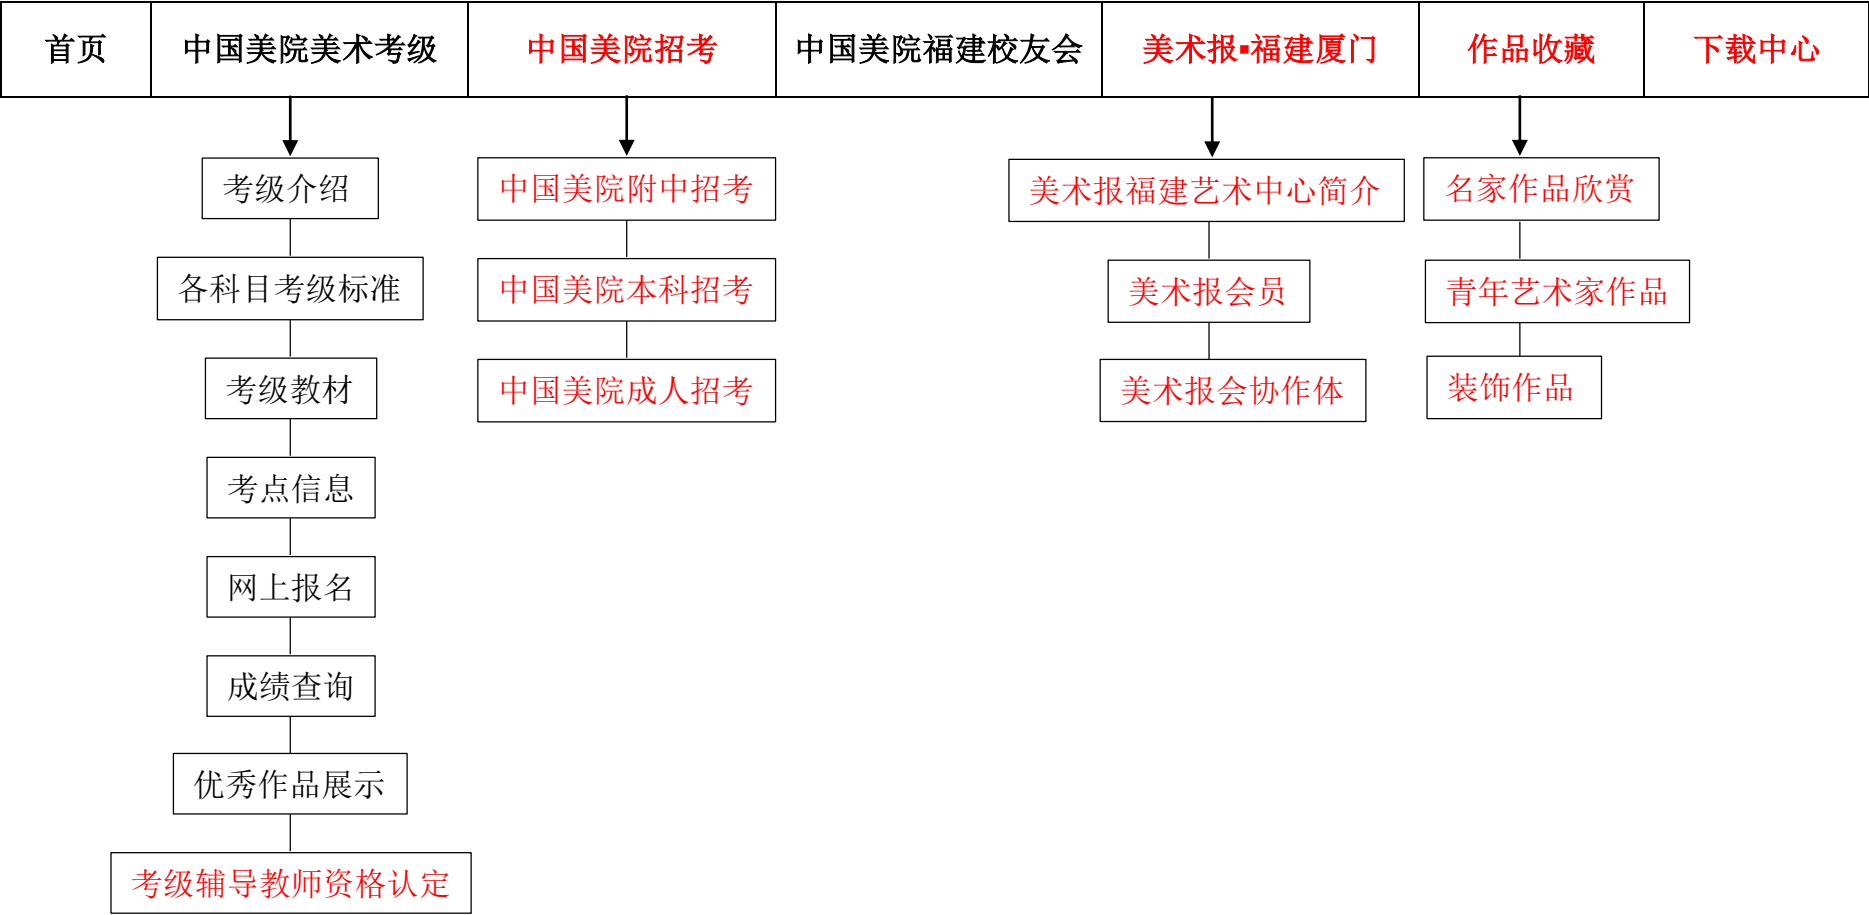 首页 中国美院美术考级 中国美院招考 中国美院福建校友会 美术报▪福建厦门 作品收藏 下载中心
考级介绍
各科目考级标准
考级教材
考点信息
网上报名
成绩查询
优秀作品展示
考级辅导教师资格认定
中国美院附中招考
中国美院本科招考
中国美院成人招考
美术报福建艺术中心简介
美术报会员
美术报会协作体
名家作品欣赏
青年艺术家作品
装饰作品